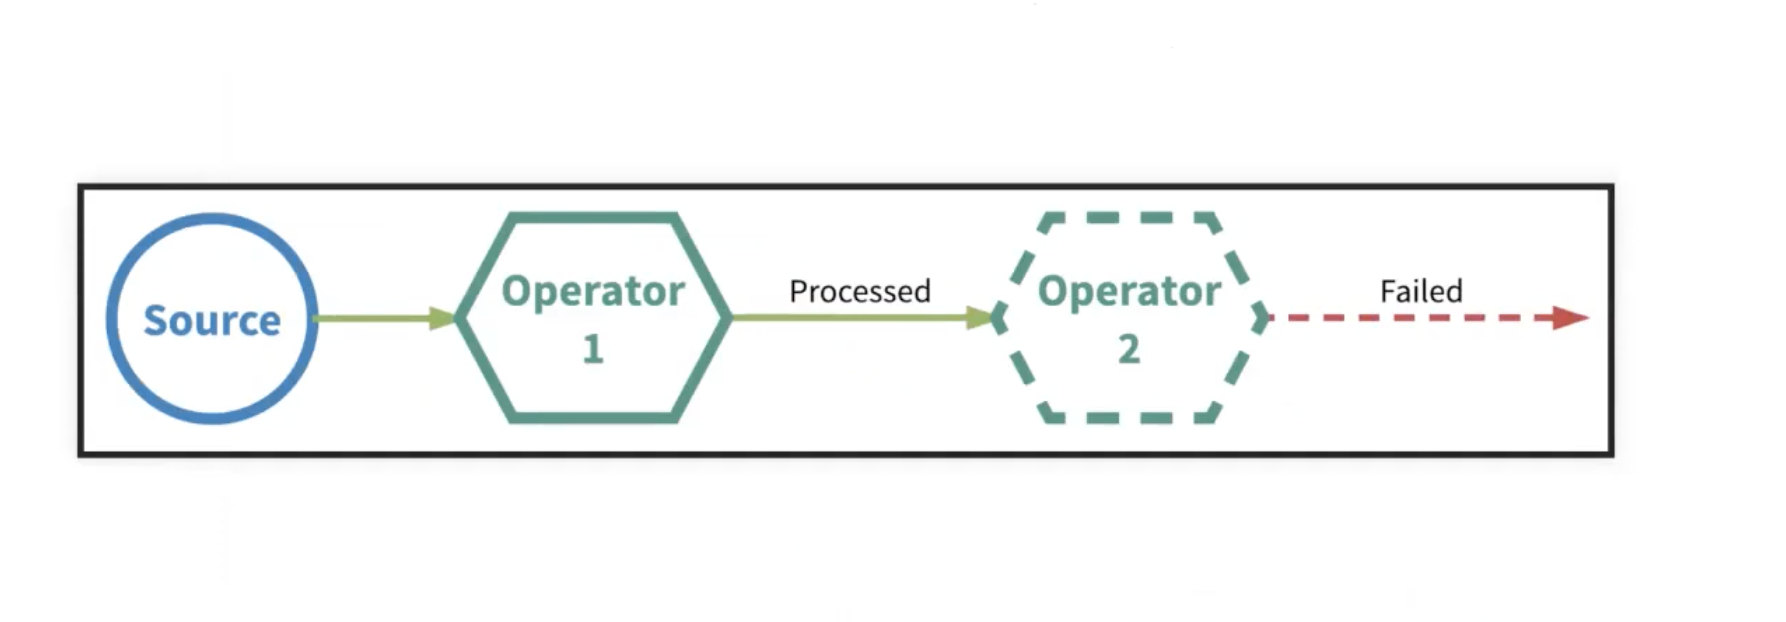 Source
Operator
1
Processed
Operator
2
Failed